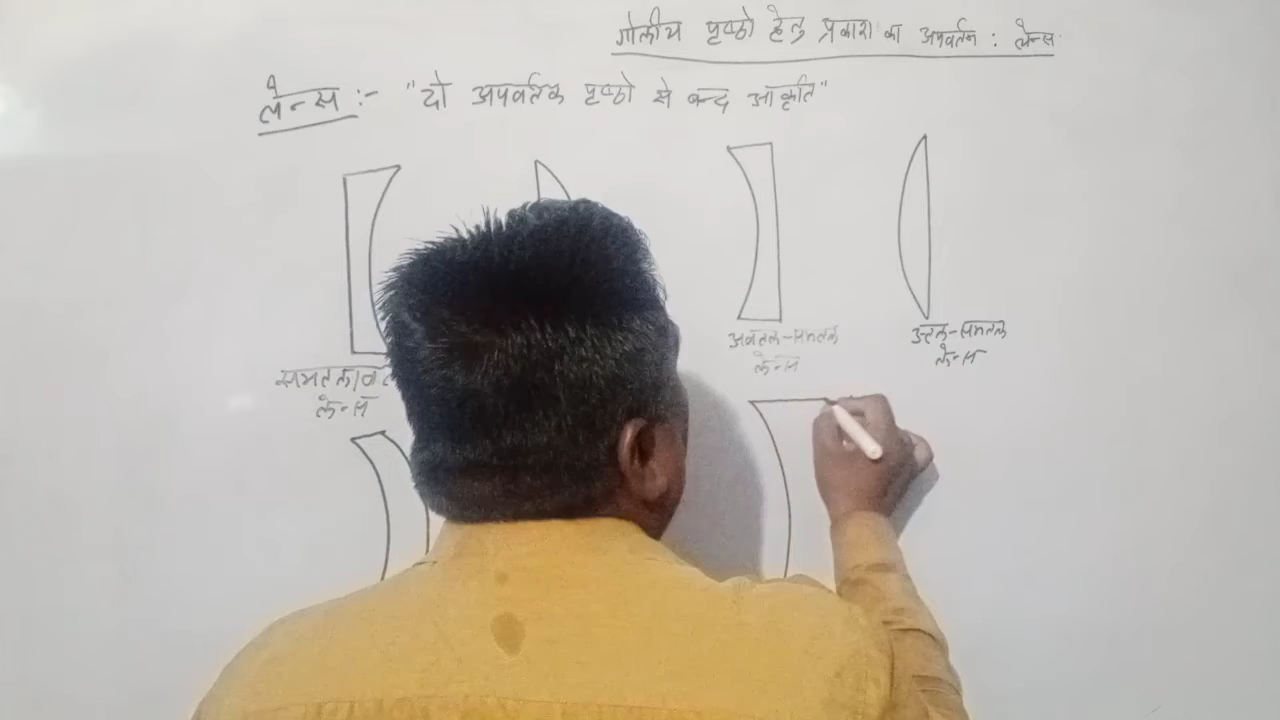 गोलीय पृष्ठो हेतु प्रकाश का अपवर्तन : लेन्स
लेन्स :- "दो अपवर्तक पृष्ठो से बन्द आकृति"
अवतल-समतल
लेन्स
उत्तल-समतल
लेन्स
लेन्स